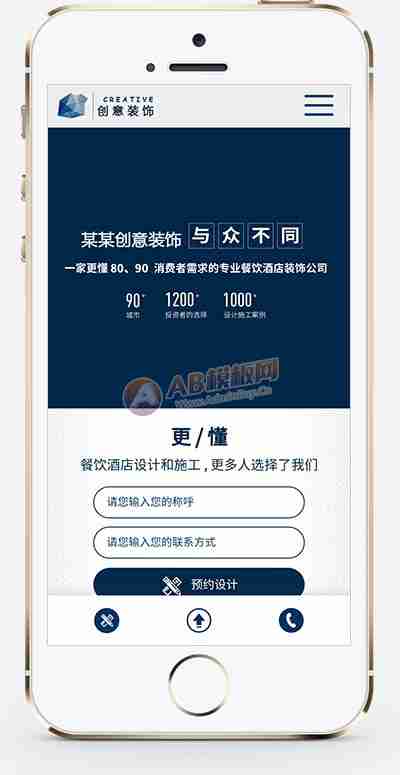 CREATIVE
创意装饰
某某创意装饰 与众不同
一家更懂80、90 消费者需求的专业餐饮酒店装饰公司
90+ 1200+ 1000+
城市 投资者的选择 设计施工案例
AB模板网
Www.AdminBuy.Cn
更/懂
餐饮酒店设计和施工,更多人选择了我们
请您输入您的称呼
请您输入您的联系方式
预约设计